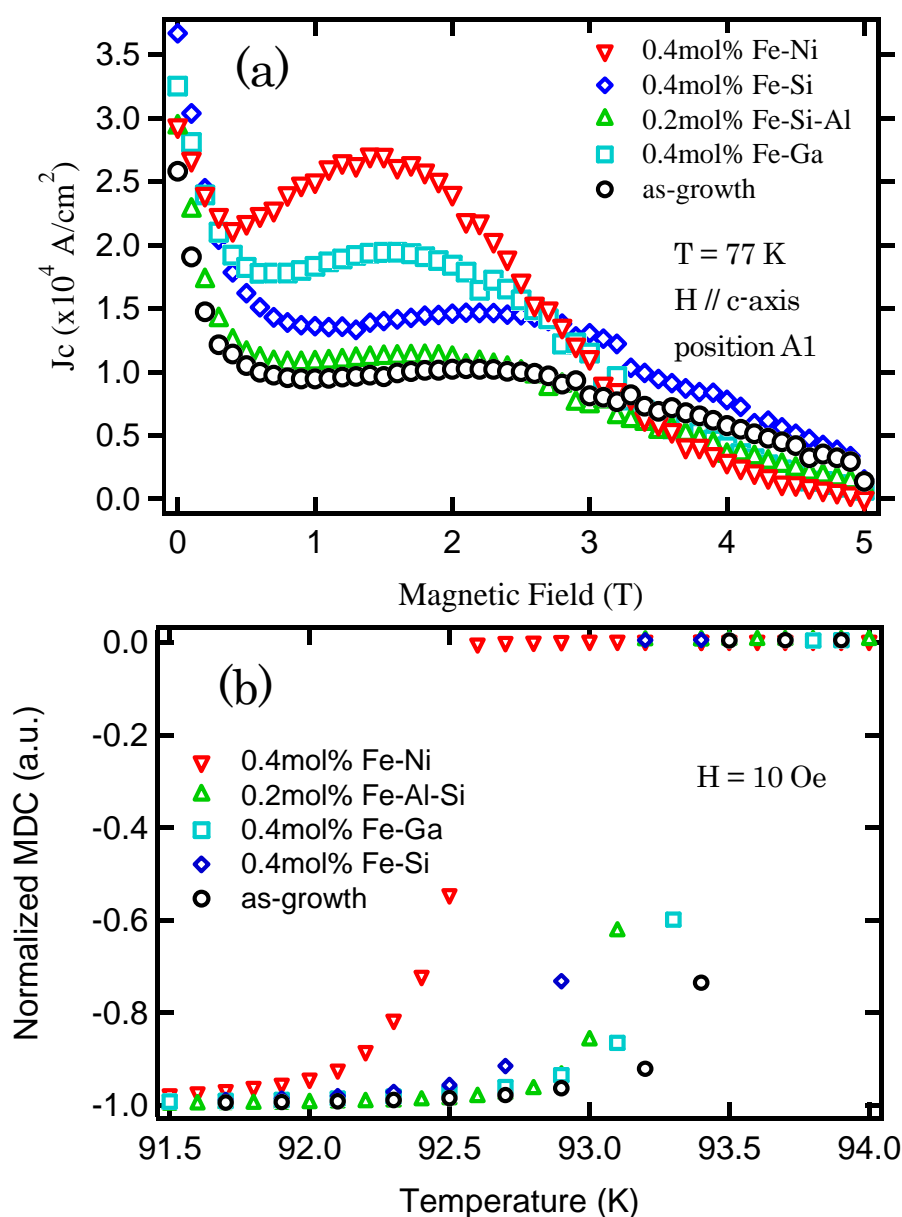 (a)
Jc (x10⁴ A/cm²)
3.5
3.0
2.5
2.0
1.5
1.0
0.5
0.0
0.4mol% Fe-Ni
0.4mol% Fe-Si
0.2mol% Fe-Si-Al
0.4mol% Fe-Ga
as-growth
T = 77 K
H // c-axis
position A1
0 1 2 3 4 5
Magnetic Field (T)
(b)
Normalized MDC (a.u.)
0.0
-0.2
-0.4
-0.6
-0.8
-1.0
0.4mol% Fe-Ni
0.2mol% Fe-Al-Si
0.4mol% Fe-Ga
0.4mol% Fe-Si
as-growth
H = 10 Oe
91.5 92.0 92.5 93.0 93.5 94.0
Temperature (K)